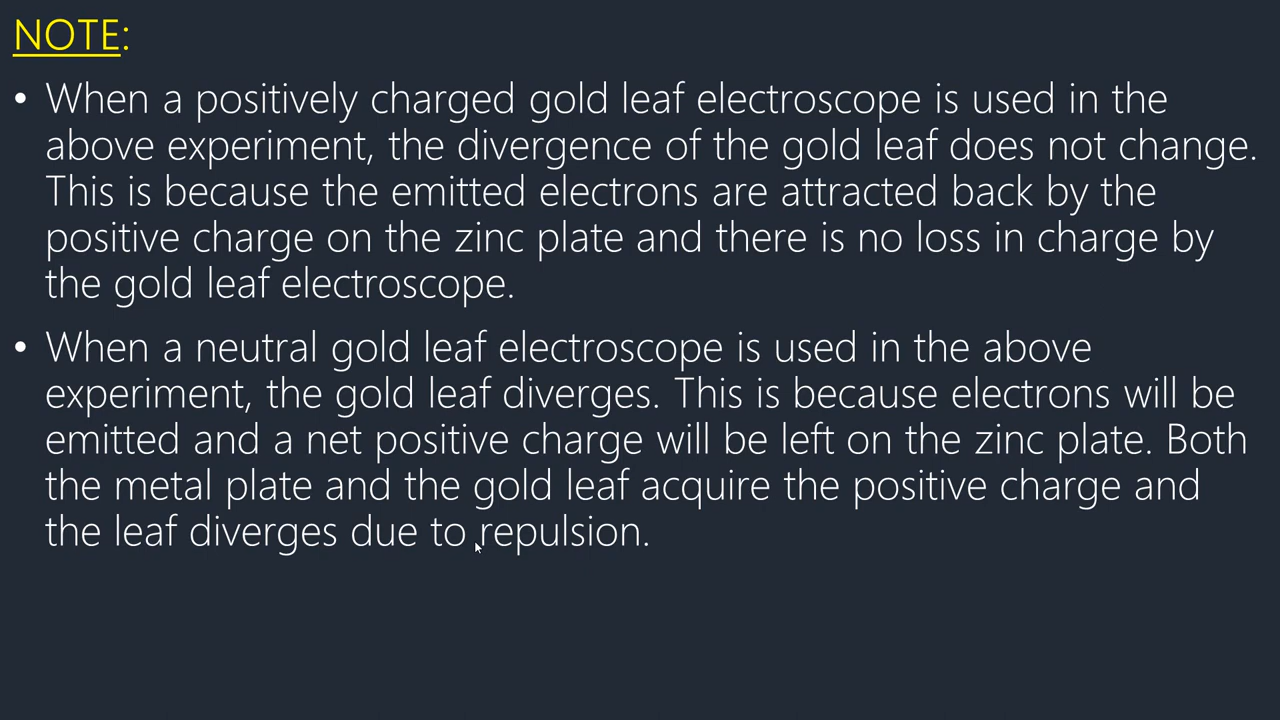 NOTE:
• When a positively charged gold leaf electroscope is used in the
above experiment, the divergence of the gold leaf does not change.
This is because the emitted electrons are attracted back by the
positive charge on the zinc plate and there is no loss in charge by
the gold leaf electroscope.
• When a neutral gold leaf electroscope is used in the above
experiment, the gold leaf diverges. This is because electrons will be
emitted and a net positive charge will be left on the zinc plate. Both
the metal plate and the gold leaf acquire the positive charge and
the leaf diverges due to repulsion.